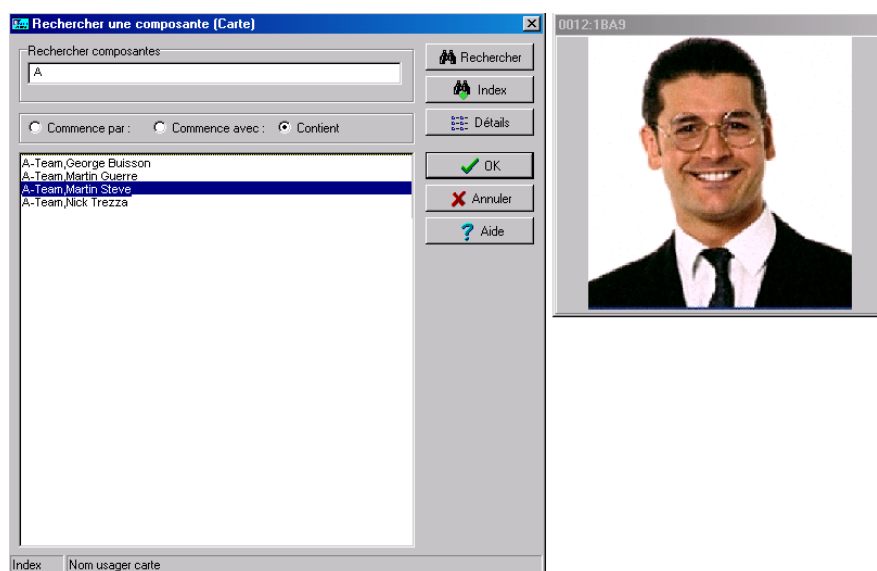 Rechercher une composante (Carte)
0012:1BA9
Rechercher composantes
A
Rechercher
Index
Commence par :
Commence avec :
Contient
Détails
A-Team,George Buisson
A-Team,Martin Guerre
A-Team,Martin Steve
A-Team,Nick Trezza
OK
Annuler
Aide
Index
Nom usager carte